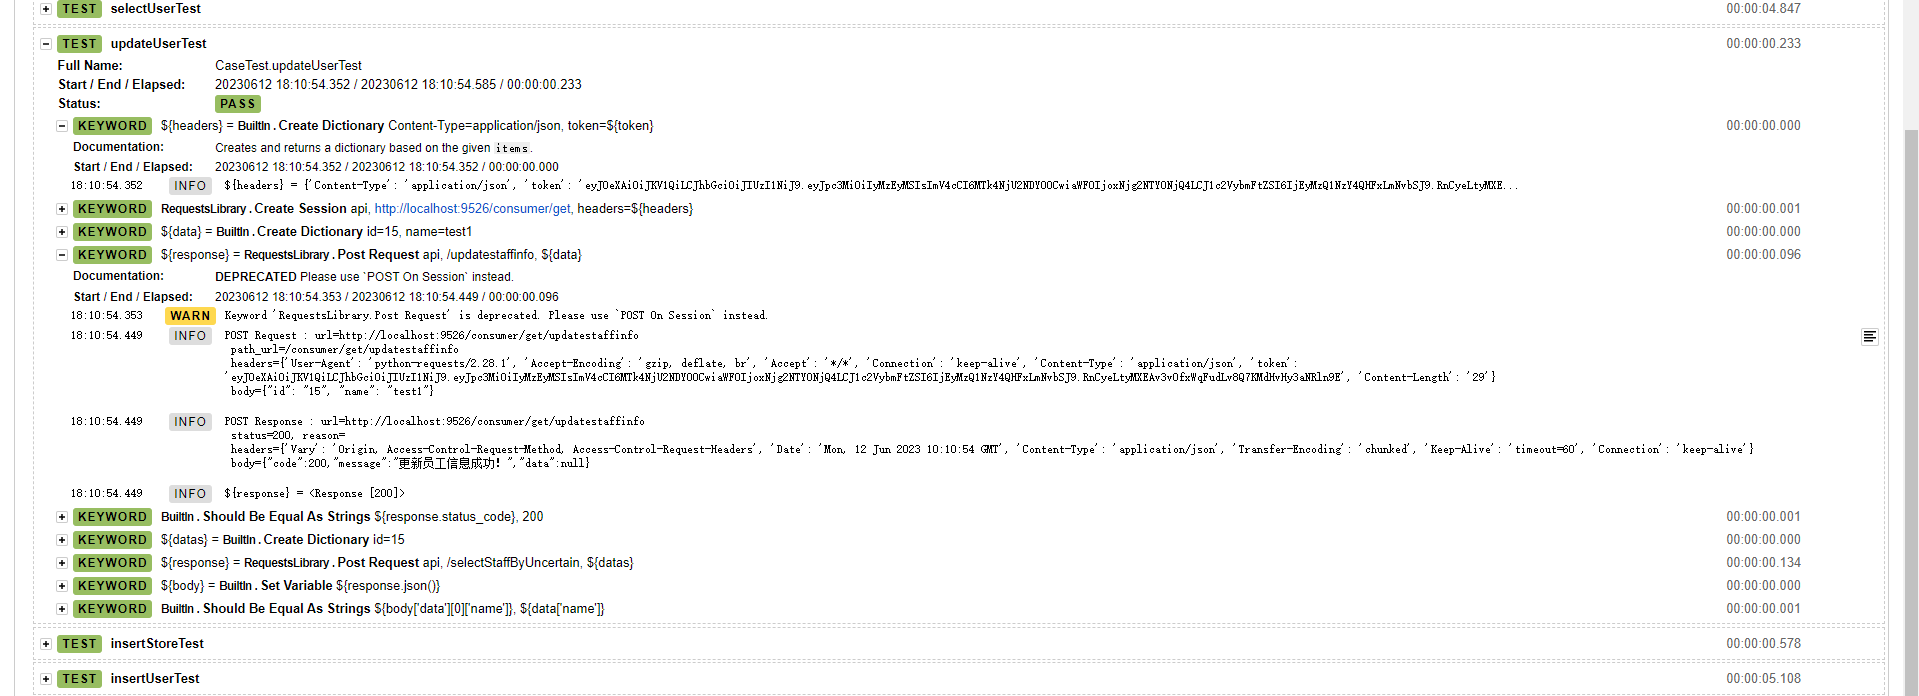 TEST selectUserTest 00:00:04.847
TEST updateUserTest 00:00:00.233
Full Name: CaseTest.updateUserTest
Start / End / Elapsed: 20230612 18:10:54.352 / 20230612 18:10:54.585 / 00:00:00.233
Status: PASS
KEYWORD ${headers} = BuiltIn . Create Dictionary Content-Type=application/json, token=${token} 00:00:00.000
Documentation: Creates and returns a dictionary based on the given items.
Start / End / Elapsed: 20230612 18:10:54.352 / 20230612 18:10:54.352 / 00:00:00.000
18:10:54.352 INFO ${headers} = {'Content-Type': 'application/json', 'token':
KEYWORD RequestsLibrary . Create Session api, http://localhost:9526/consumer/get, headers=${headers} 00:00:00.001
KEYWORD ${data} = BuiltIn . Create Dictionary id=15, name=test1 00:00:00.000
KEYWORD ${response} = RequestsLibrary . Post Request api, /updatestaffinfo, ${data} 00:00:00.096
Documentation: DEPRECATED Please use `POST On Session` instead.
Start / End / Elapsed: 20230612 18:10:54.353 / 20230612 18:10:54.449 / 00:00:00.096
18:10:54.353 WARN Keyword 'RequestsLibrary.Post Request' is deprecated. Please use `POST On Session` instead.
18:10:54.449 INFO POST Request : url=http://localhost:9526/consumer/get/updatestaffinfo
path_url=/consumer/get/updatestaffinfo
headers={'User-Agent': 'python-requests/2.28.1', 'Accept-Encoding': 'gzip, deflate, br', 'Accept': '*/*', 'Connection': 'keep-alive', 'Content-Type': 'application/json', 'token':
'Content-Length': '29'}
body={"id": "15", "name": "test1"}
18:10:54.449 INFO POST Response : url=http://localhost:9526/consumer/get/updatestaffinfo
status=200, reason=
headers={'Vary': 'Origin, Access-Control-Request-Method, Access-Control-Request-Headers', 'Date': 'Mon, 12 Jun 2023 10:10:54 GMT', 'Content-Type': 'application/json', 'Transfer-Encoding': 'chunked', 'Keep-Alive': 'timeout=60', 'Connection': 'keep-alive'}
body={"code":200,"message":"更新员工信息成功！","data":null}
18:10:54.449 INFO ${response} = <Response [200]>
KEYWORD BuiltIn . Should Be Equal As Strings ${response.status_code}, 200 00:00:00.001
KEYWORD ${datas} = BuiltIn . Create Dictionary id=15 00:00:00.000
KEYWORD ${response} = RequestsLibrary . Post Request api, /selectStaffByUncertain, ${datas} 00:00:00.134
KEYWORD ${body} = BuiltIn . Set Variable ${response.json()} 00:00:00.000
KEYWORD BuiltIn . Should Be Equal As Strings ${body['data'][0]['name']}, ${data['name']} 00:00:00.001
TEST insertStoreTest 00:00:00.578
TEST insertUserTest 00:00:05.108